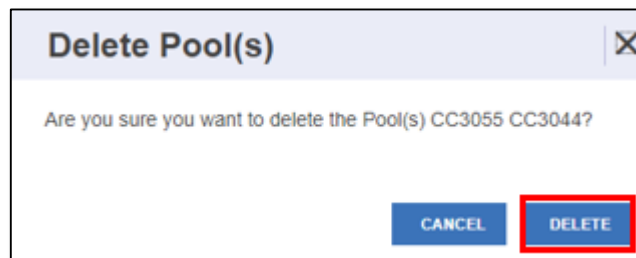 Delete Pool(s)
Are you sure you want to delete the Pool(s) CC3055 CC3044?
CANCEL DELETE